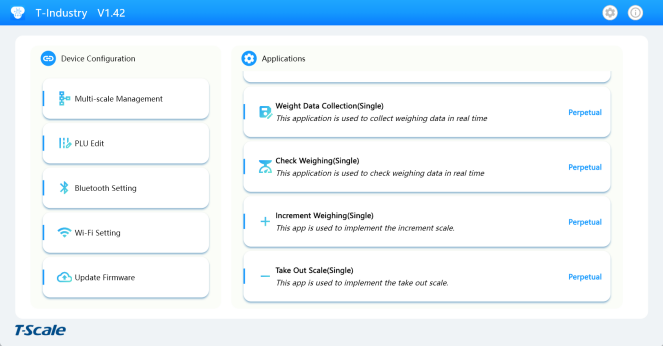 T-Industry V1.42
Device Configuration
Multi-scale Management
PLU Edit
Bluetooth Setting
Wi-Fi Setting
Update Firmware
Applications
Weight Data Collection(Single)
This application is used to collect weighing data in real time
Perpetual
Check Weighing(Single)
This application is used to check weighing data in real time
Perpetual
Increment Weighing(Single)
This app is used to implement the increment scale.
Perpetual
Take Out Scale(Single)
This app is used to implement the take out scale.
Perpetual
T-Scale